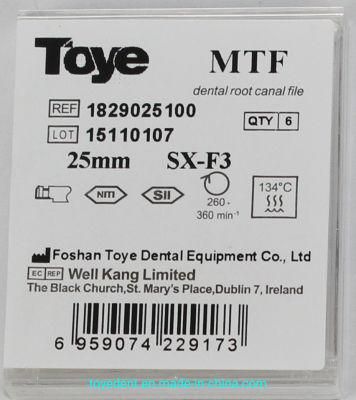 Toye MTF
dental root canal file
REF 1829025100
LOT 15110107
QTY 6
25mm SX-F3
NITI SII 260-
360 min⁻¹
134°C
Foshan Toye Dental Equipment Co., Ltd
EC REP Well Kang Limited
The Black Church,St. Mary's Place,Dublin 7, Ireland
6 959074 229173
toyedent.en.made-in-china.com